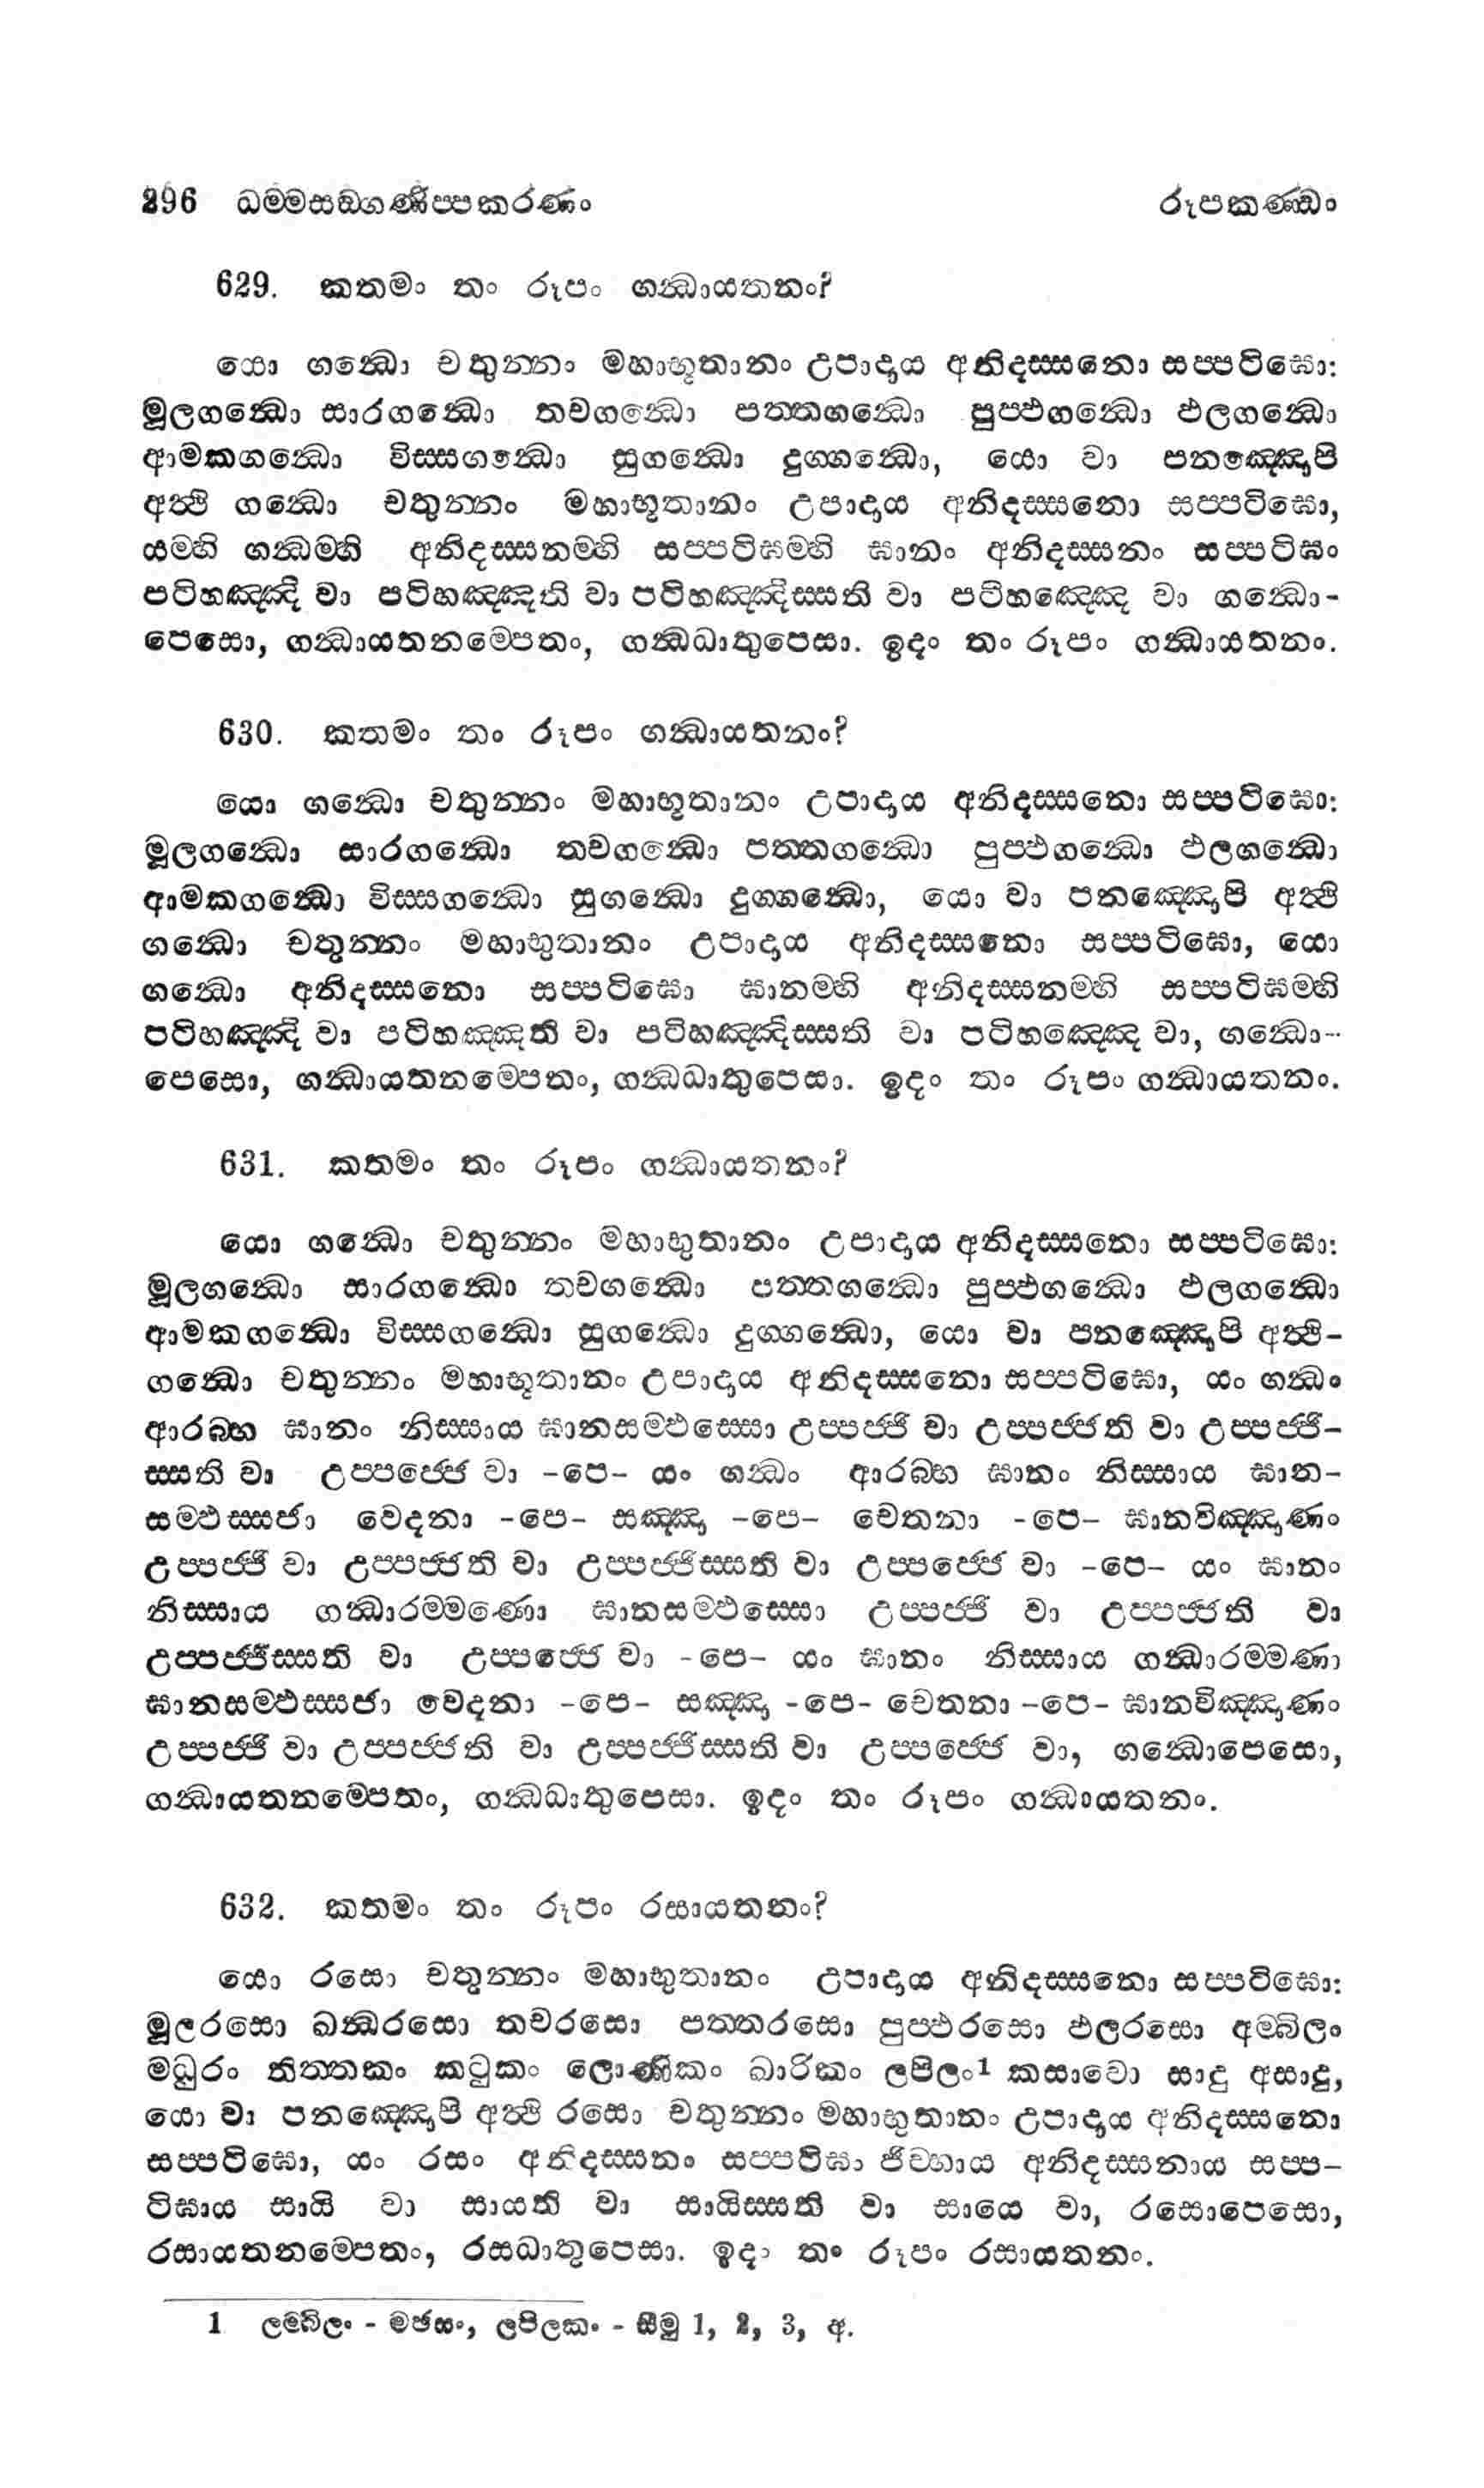 296 ධම්මසඞ්ගණිප්පකරණං රූපකණ්ඩං
629. කතමං තං රූපං ගන්ධායතනං?
යො ගන්ධො චතුන්නං මහාභූතානං උපාදාය අනිදස්සනො සප්පටිඝො:
මූලගන්ධො සාරගන්ධො තචගන්ධො පත්තගන්ධො පුප්ඵගන්ධො ඵලගන්ධො
ආමකගන්ධො විස්සගන්ධො සුගන්ධො දුග්ගන්ධො, යො වා පනඤ්ඤොපි
අත්ථි ගන්ධො චතුන්නං මහාභූතානං උපාදාය අනිදස්සනො සප්පටිඝො,
යම්හි ගන්ධම්හි අනිදස්සනම්හි සප්පටිඝම්හි ඝානං අනිදස්සනං සප්පටිඝං
පටිහඤ්ඤි වා පටිහඤ්ඤති වා පටිහඤ්ඤිස්සති වා පටිහඤ්ඤෙ වා ගන්ධො-
පෙසො, ගන්ධායතනම්පෙතං, ගන්ධධාතුපෙසා. ඉදං තං රූපං ගන්ධායතනං.
630. කතමං තං රූපං ගන්ධායතනං?
යො ගන්ධො චතුන්නං මහාභූතානං උපාදාය අනිදස්සනො සප්පටිඝො:
මූලගන්ධො සාරගන්ධො තචගන්ධො පත්තගන්ධො පුප්ඵගන්ධො ඵලගන්ධො
ආමකගන්ධො විස්සගන්ධො සුගන්ධො දුග්ගන්ධො, යො වා පනඤ්ඤොපි අත්ථි
ගන්ධො චතුන්නං මහාභුතානං උපාදාය අනිදස්සනො සප්පටිඝො, යො
ගන්ධො අනිදස්සනො සප්පටිඝො ඝානම්හි අනිදස්සනම්හි සප්පටිඝම්හි
පටිහඤ්ඤි වා පටිහඤ්ඤති වා පටිහඤ්ඤිස්සති වා පටිහඤ්ඤෙ වා, ගන්ධො-
පෙසො, ගන්ධායතනම්පෙතං, ගන්ධධාතුපෙසා. ඉදං තං රූපං ගන්ධායතනං.
631. කතමං තං රූපං ගන්ධායතනං?
යො ගන්ධො චතුන්නං මහාභුතානං උපාදාය අනිදස්සනො සප්පටිඝො:
මූලගන්ධො සාරගන්ධො තචගන්ධො පත්තගන්ධො පුප්ඵගන්ධො ඵලගන්ධො
ආමකගන්ධො විස්සගන්ධො සුගන්ධො දුග්ගන්ධො, යො වා පනඤ්ඤොපි අත්ථි-
ගන්ධො චතුන්නං මහාභූතානං උපාදාය අනිදස්සනො සප්පටිඝො, යං ගන්ධං
ආරබ්භ ඝානං නිස්සාය ඝානසම්ඵස්සො උප්පජ්ජි වා උප්පජ්ජති වා උප්පජ්ජි-
ස්සති වා උප්පජ්ජෙ වා -පෙ- යං ගන්ධං ආරබ්භ ඝානං නිස්සාය ඝාන-
සම්ඵස්සජා වෙදනා -පෙ- සඤ්ඤා -පෙ- චෙතනා -පෙ- ඝානවිඤ්ඤාණං
උප්පජ්ජි වා උප්පජ්ජති වා උප්පජ්ජිස්සති වා උප්පජ්ජෙ වා -පෙ- යං ඝානං
නිස්සාය ගන්ධාරම්මණො ඝානසම්ඵස්සො උප්පජ්ජි වා උප්පජ්ජති වා
උප්පජ්ජිස්සති වා උප්පජ්ජෙ වා -පෙ- යං ඝානං නිස්සාය ගන්ධාරම්මණා
ඝානසම්ඵස්සජා වෙදනා -පෙ- සඤ්ඤා -පෙ- චෙතනා -පෙ- ඝානවිඤ්ඤාණං
උප්පජ්ජි වා උප්පජ්ජති වා උප්පජ්ජිස්සති වා උප්පජ්ජෙ වා, ගන්ධොපෙසො,
ගන්ධායතනම්පෙතං, ගන්ධධාතුපෙසා. ඉදං තං රූපං ගන්ධායතනං.
632. කතමං තං රූපං රසායතනං?
යො රසො චතුන්නං මහාභුතානං උපාදාය අනිදස්සනො සප්පටිඝො:
මූලරසො ඛන්ධරසො තචරසො පත්තරසො පුප්ඵරසො ඵලරසො අම්බිලං
මධුරං තිත්තකං කටුකං ලොණිකං ඛාරිකං ලපිලං1 කසාවො සාදු අසාදු,
යො වා පනඤ්ඤොපි අත්ථි රසො චතුන්නං මහාභුතානං උපාදාය අනිදස්සනො
සප්පටිඝො, යං රසං අනිදස්සනං සප්පටිඝං ජිව්හාය අනිදස්සනාය සප්ප-
ටිඝාය සායි වා සායති වා සායිස්සති වා සායෙ වා, රසොපෙසො,
රසායතනම්පෙතං, රසධාතුපෙසා. ඉදං තං රූපං රසායතනං.
1 ලම්බිලං - මඡසං, ලපිලකං - සීමු 1, 2, 3, අ.